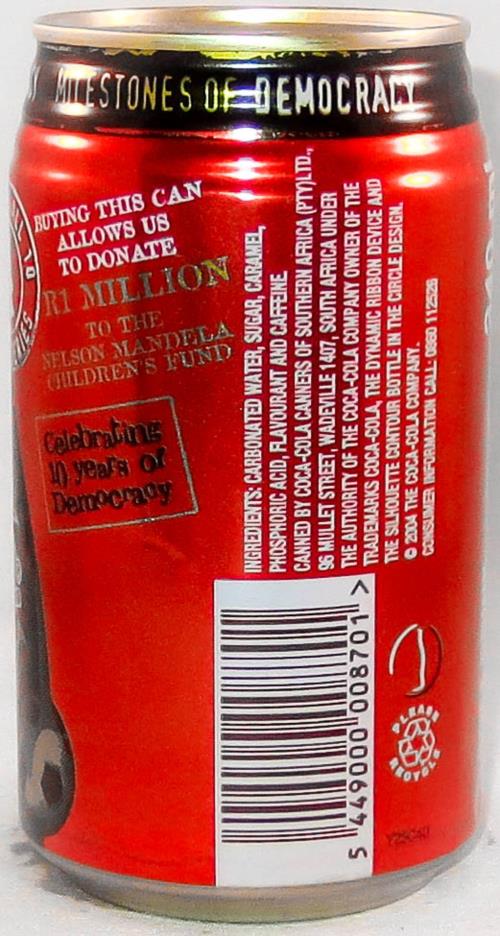 MILESTONES OF DEMOCRACY
BUYING THIS CAN
ALLOWS US
TO DONATE
R1 MILLION
TO THE
NELSON MANDELA
CHILDREN'S FUND
Celebrating
10 years of
Democracy
INGREDIENTS: CARBONATED WATER, SUGAR, CARAMEL,
PHOSPHORIC ACID, FLAVOURANT AND CAFFEINE.
CANNED BY COCA-COLA CANNERS OF SOUTHERN AFRICA (PTY) LTD.,
96 MULLET STREET, WADEVILLE 1407, SOUTH AFRICA UNDER
THE AUTHORITY OF THE COCA-COLA COMPANY OWNER OF THE
TRADEMARKS COCA-COLA, THE DYNAMIC RIBBON DEVICE AND
THE SILHOUETTE CONTOUR BOTTLE IN THE CIRCLE DESIGN.
© 2004 THE COCA-COLA COMPANY.
CONSUMER INFORMATION CALL: 0860 112526
5 449000 008701 >
PLEASE
RECYCLE